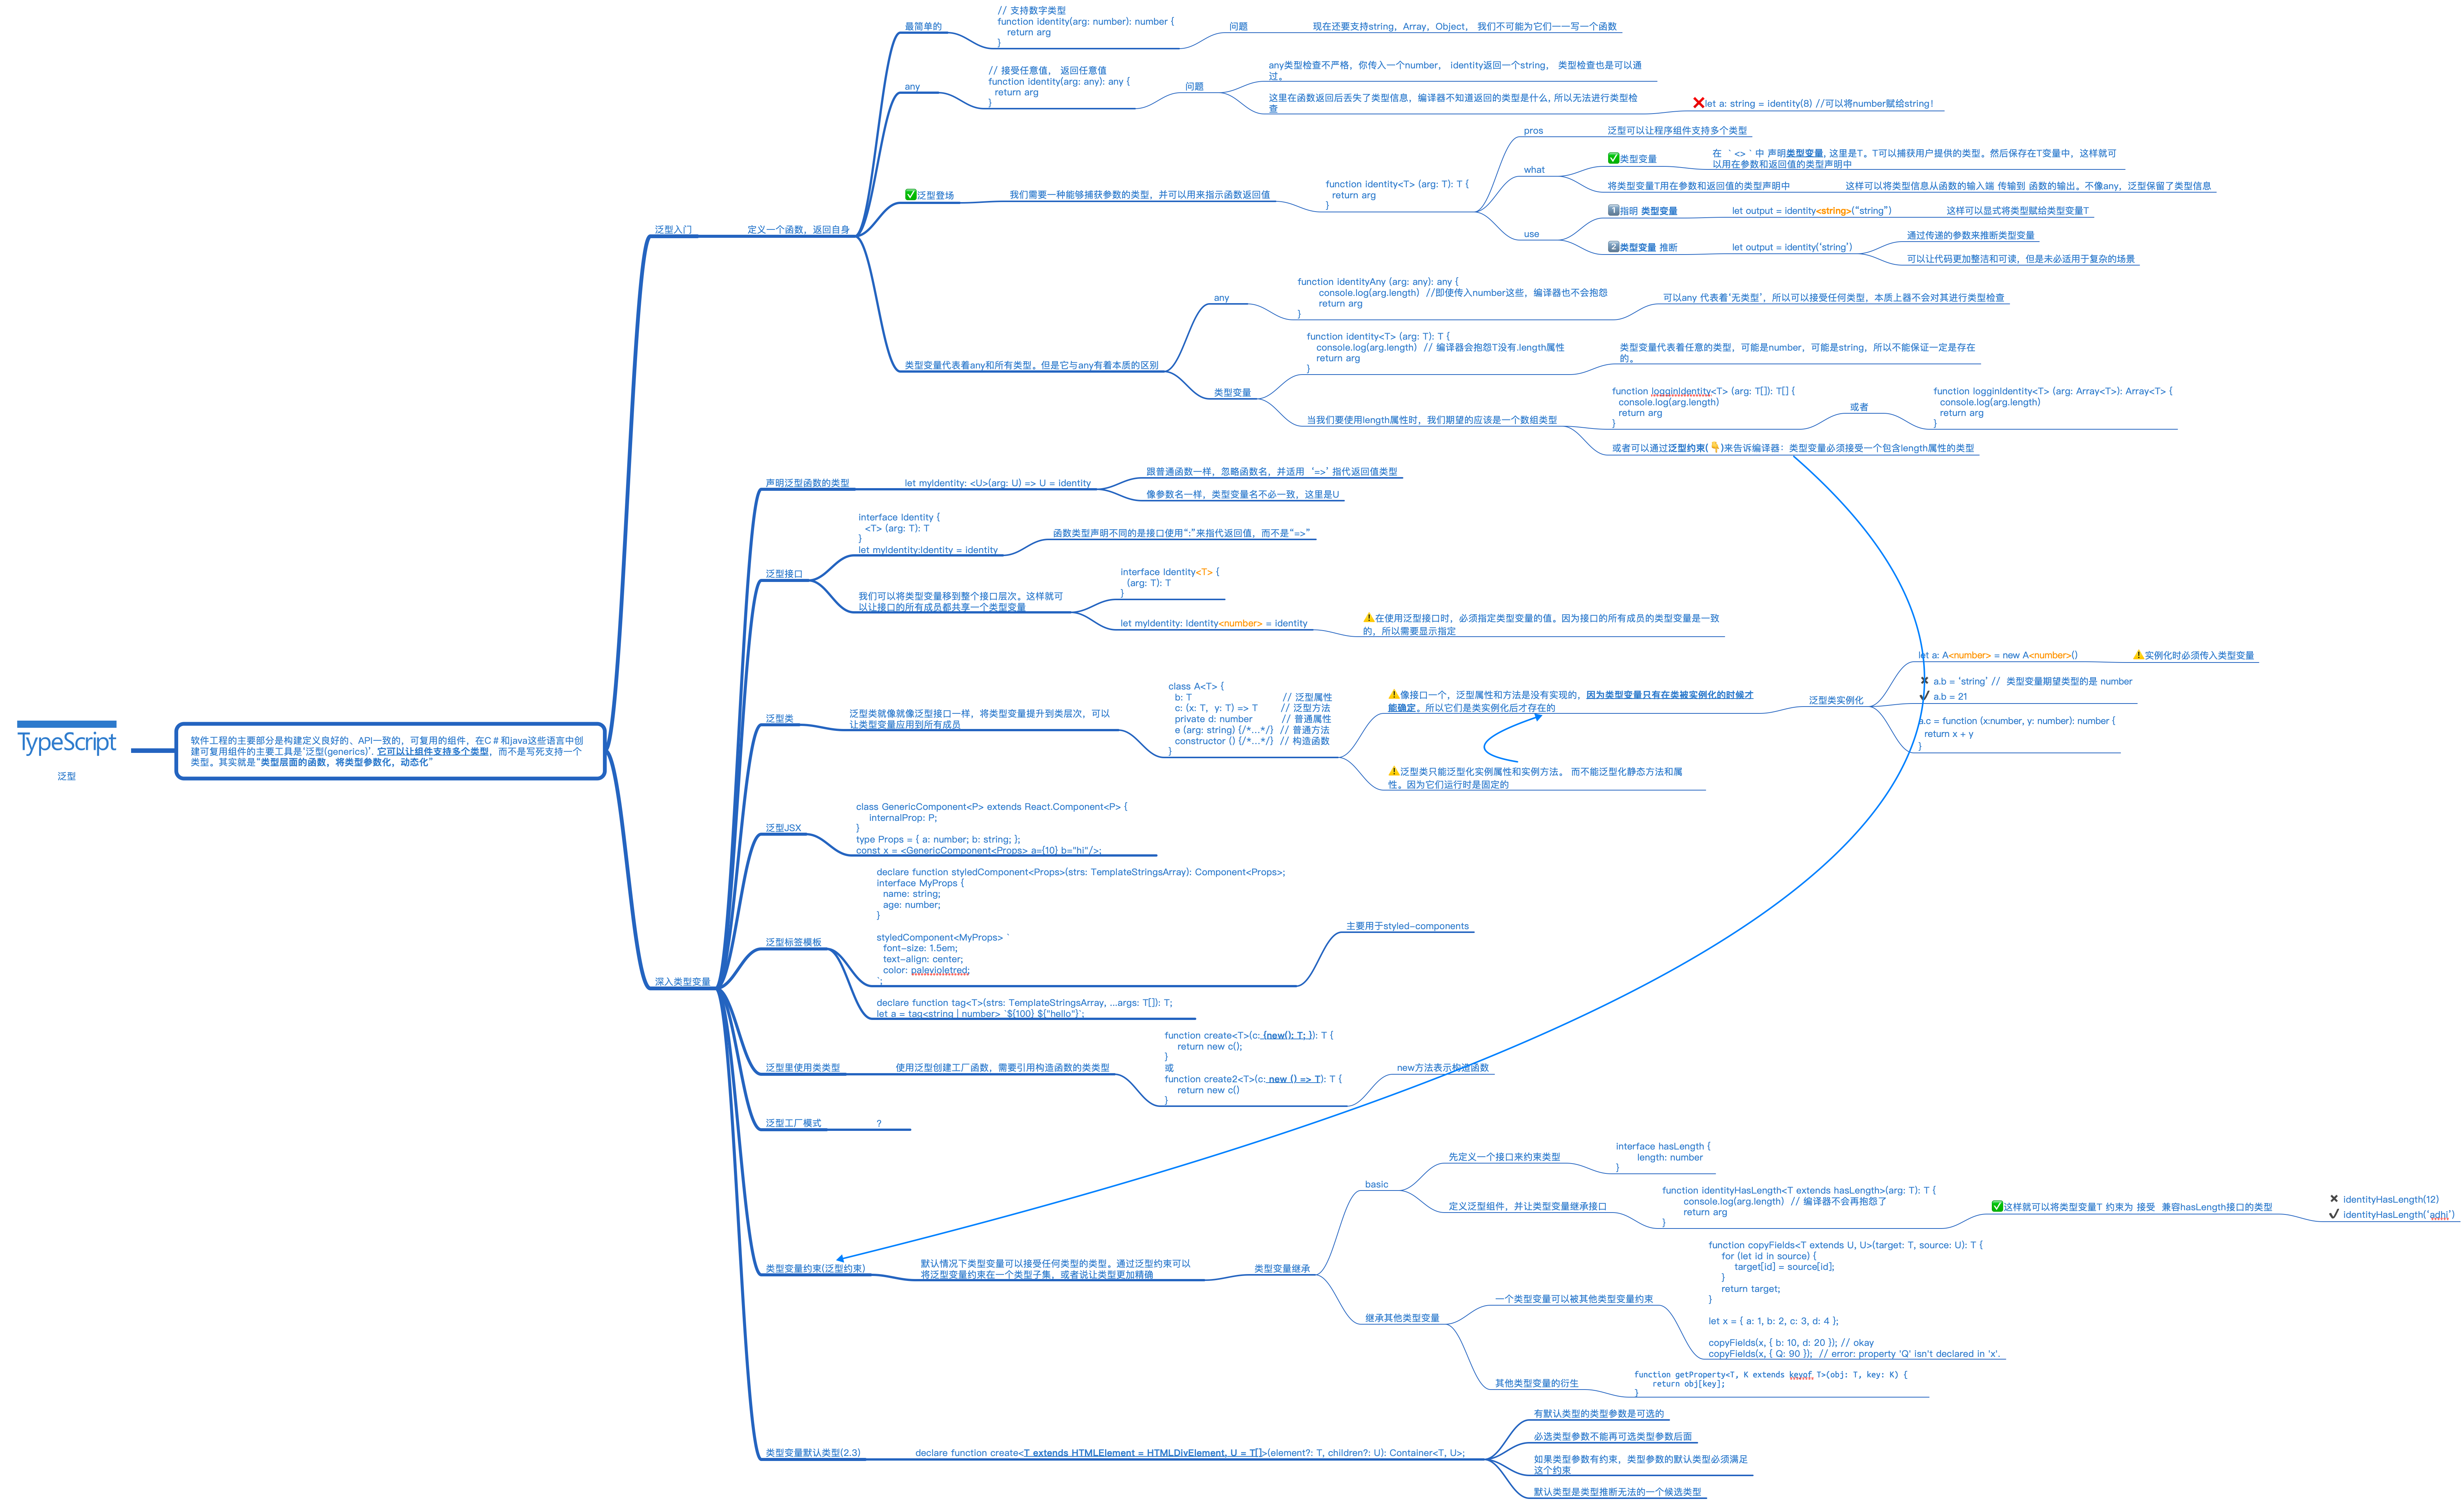 TypeScript
泛型
软件工程的主要部分是构建定义良好的、API一致的，可复用的组件，在C＃和java这些语言中创
建可复用组件的主要工具是‘泛型(generics)’. 它可以让组件支持多个类型，而不是写死支持一个
类型。其实就是“类型层面的函数，将类型参数化，动态化”
泛型入门
定义一个函数，返回自身
最简单的
// 支持数字类型
function identity(arg: number): number {
return arg
}
问题
现在还要支持string，Array，Object， 我们不可能为它们一一写一个函数
any
// 接受任意值， 返回任意值
function identity(arg: any): any {
return arg
}
问题
any类型检查不严格，你传入一个number， identity返回一个string， 类型检查也是可以通
过。
这里在函数返回后丢失了类型信息，编译器不知道返回的类型是什么, 所以无法进行类型检
查
❌let a: string = identity(8) //可以将number赋给string！
✅泛型登场
我们需要一种能够捕获参数的类型，并可以用来指示函数返回值
function identity<T> (arg: T): T {
return arg
}
pros
泛型可以让程序组件支持多个类型
what
✅类型变量
在 ｀<>｀中 声明类型变量, 这里是T。T可以捕获用户提供的类型。然后保存在T变量中，这样就可
以用在参数和返回值的类型声明中
将类型变量T用在参数和返回值的类型声明中
这样可以将类型信息从函数的输入端 传输到 函数的输出。不像any，泛型保留了类型信息
use
1️⃣指明 类型变量
let output = identity<string>(“string”)
这样可以显式将类型赋给类型变量T
2️⃣类型变量 推断
let output = identity(‘string’)
通过传递的参数来推断类型变量
可以让代码更加整洁和可读，但是未必适用于复杂的场景
类型变量代表着any和所有类型。但是它与any有着本质的区别
any
function identityAny (arg: any): any {
console.log(arg.length) //即使传入number这些，编译器也不会抱怨
return arg
}
可以any 代表着‘无类型’，所以可以接受任何类型，本质上器不会对其进行类型检查
类型变量
function identity<T> (arg: T): T {
console.log(arg.length) // 编译器会抱怨T没有.length属性
return arg
}
类型变量代表着任意的类型，可能是number，可能是string，所以不能保证一定是存在
的。
当我们要使用length属性时，我们期望的应该是一个数组类型
function logginIdentity<T> (arg: T[]): T[] {
console.log(arg.length)
return arg
}
或者
function logginIdentity<T> (arg: Array<T>): Array<T> {
console.log(arg.length)
return arg
}
或者可以通过泛型约束(👇)来告诉编译器：类型变量必须接受一个包含length属性的类型
深入类型变量
声明泛型函数的类型
let myIdentity: <U>(arg: U) => U = identity
跟普通函数一样，忽略函数名，并适用 ‘=>’ 指代返回值类型
像参数名一样，类型变量名不必一致，这里是U
泛型接口
interface Identity {
<T> (arg: T): T
}
let myIdentity:Identity = identity
函数类型声明不同的是接口使用“:”来指代返回值，而不是“=>”
我们可以将类型变量移到整个接口层次。这样就可
以让接口的所有成员都共享一个类型变量
interface Identity<T> {
(arg: T): T
}
let myIdentity: Identity<number> = identity
⚠️在使用泛型接口时，必须指定类型变量的值。因为接口的所有成员的类型变量是一致
的，所以需要显示指定
泛型类
泛型类就像就像泛型接口一样，将类型变量提升到类层次，可以
让类型变量应用到所有成员
class A<T> {
b: T // 泛型属性
c: (x: T, y: T) => T // 泛型方法
private d: number // 普通属性
e (arg: string) {/*...*/} // 普通方法
constructor () {/*...*/} // 构造函数
}
⚠️像接口一个，泛型属性和方法是没有实现的，因为类型变量只有在类被实例化的时候才
能确定。所以它们是类实例化后才存在的
⚠️泛型类只能泛型化实例属性和实例方法。 而不能泛型化静态方法和属
性。因为它们运行时是固定的
泛型类实例化
let a: A<number> = new A<number>()
⚠️实例化时必须传入类型变量
✖ a.b = ‘string’ // 类型变量期望类型的是 number
✔ a.b = 21
a.c = function (x:number, y: number): number {
return x + y
}
泛型JSX
class GenericComponent<P> extends React.Component<P> {
internalProp: P;
}
type Props = { a: number; b: string; };
const x = <GenericComponent<Props> a={10} b="hi"/>;
泛型标签模板
declare function styledComponent<Props>(strs: TemplateStringsArray): Component<Props>;
interface MyProps {
name: string;
age: number;
}
styledComponent<MyProps> `
font-size: 1.5em;
text-align: center;
color: palevioletred;
`;
主要用于styled-components
declare function tag<T>(strs: TemplateStringsArray, ...args: T[]): T;
let a = tag<string | number> `${100} ${"hello"}`;
泛型里使用类类型
使用泛型创建工厂函数，需要引用构造函数的类类型
function create<T>(c: {new(): T; }): T {
return new c();
}
或
function create2<T>(c: new () => T): T {
return new c()
}
new方法表示构造函数
泛型工厂模式
?
类型变量约束(泛型约束)
默认情况下类型变量可以接受任何类型的类型。通过泛型约束可以
将泛型变量约束在一个类型子集，或者说让类型更加精确
类型变量继承
basic
先定义一个接口来约束类型
interface hasLength {
length: number
}
定义泛型组件，并让类型变量继承接口
function identityHasLength<T extends hasLength>(arg: T): T {
console.log(arg.length) // 编译器不会再抱怨了
return arg
}
✅这样就可以将类型变量T 约束为 接受 兼容hasLength接口的类型
✖ identityHasLength(12)
✔ identityHasLength(‘adhi’)
继承其他类型变量
一个类型变量可以被其他类型变量约束
function copyFields<T extends U, U>(target: T, source: U): T {
for (let id in source) {
target[id] = source[id];
}
return target;
}
let x = { a: 1, b: 2, c: 3, d: 4 };
copyFields(x, { b: 10, d: 20 }); // okay
copyFields(x, { Q: 90 }); // error: property 'Q' isn't declared in 'x'.
其他类型变量的衍生
function getProperty<T, K extends keyof T>(obj: T, key: K) {
return obj[key];
}
类型变量默认类型(2.3)
declare function create<T extends HTMLElement = HTMLDivElement, U = T[]>(element?: T, children?: U): Container<T, U>;
有默认类型的类型参数是可选的
必选类型参数不能再可选类型参数后面
如果类型参数有约束，类型参数的默认类型必须满足
这个约束
默认类型是类型推断无法的一个候选类型